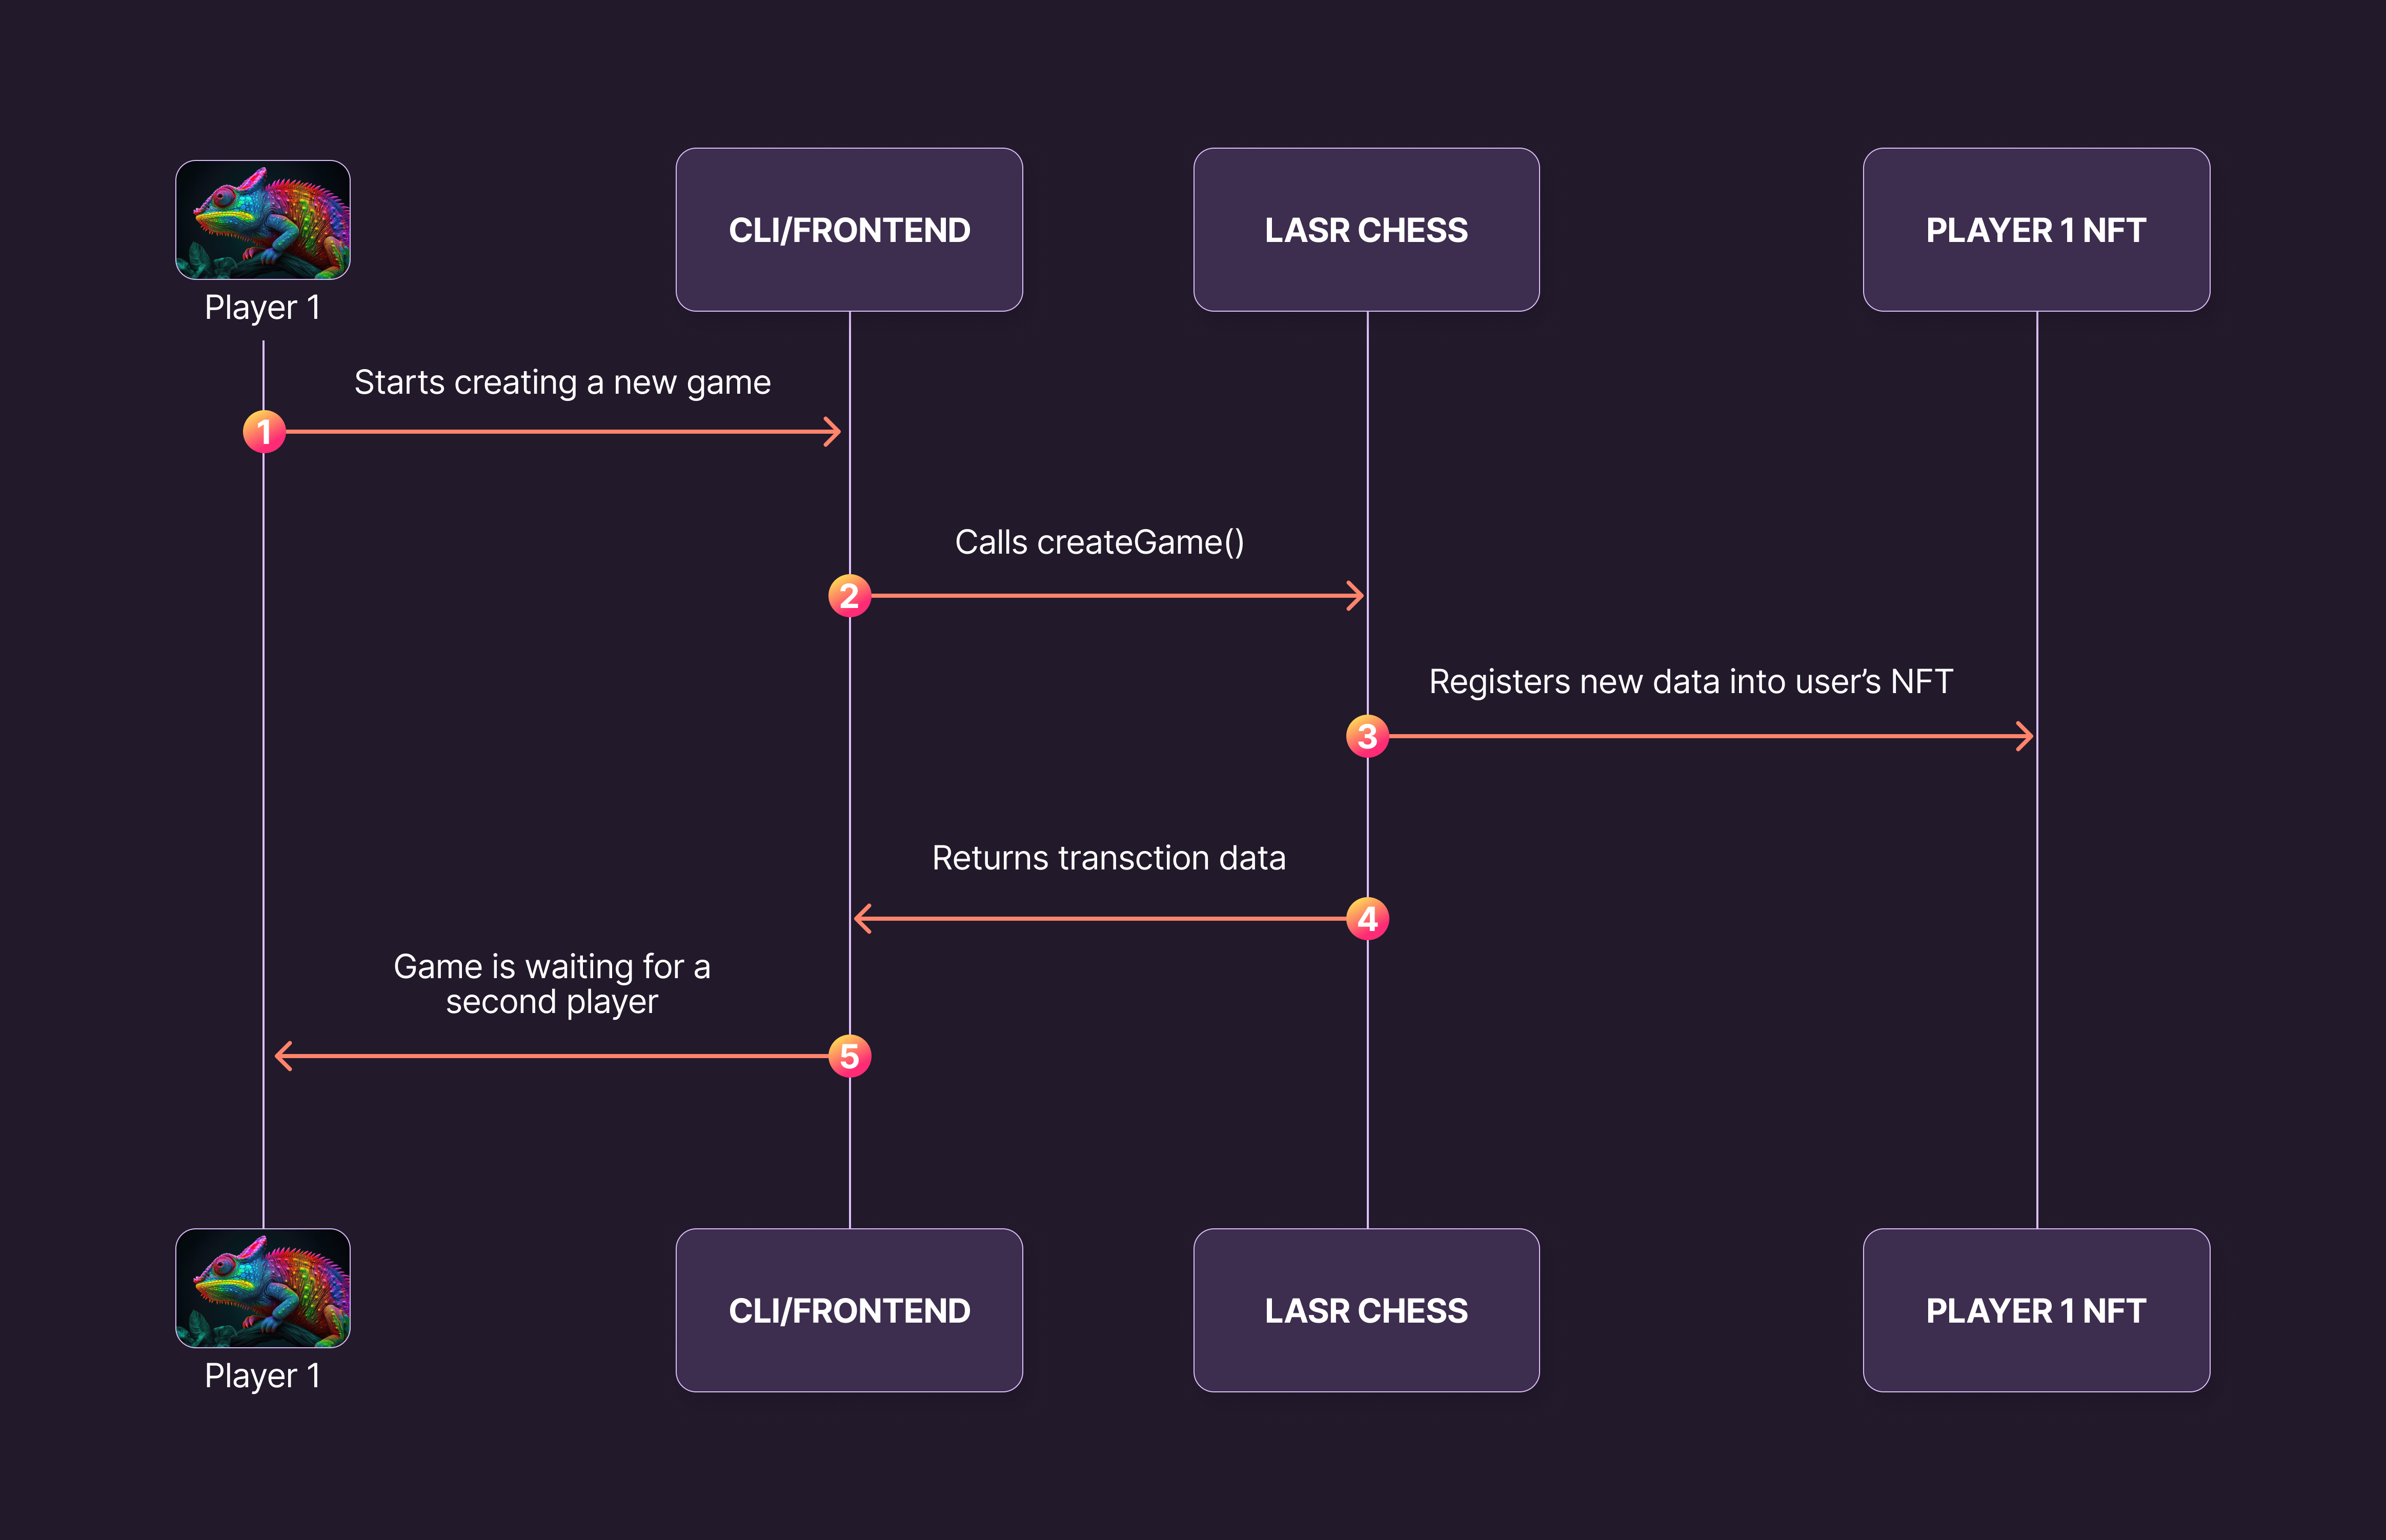 Player 1
CLI/FRONTEND
LASR CHESS
PLAYER 1 NFT
Starts creating a new game
1
Calls createGame()
2
Registers new data into user’s NFT
3
Returns transction data
4
Game is waiting for a
second player
5
Player 1
CLI/FRONTEND
LASR CHESS
PLAYER 1 NFT